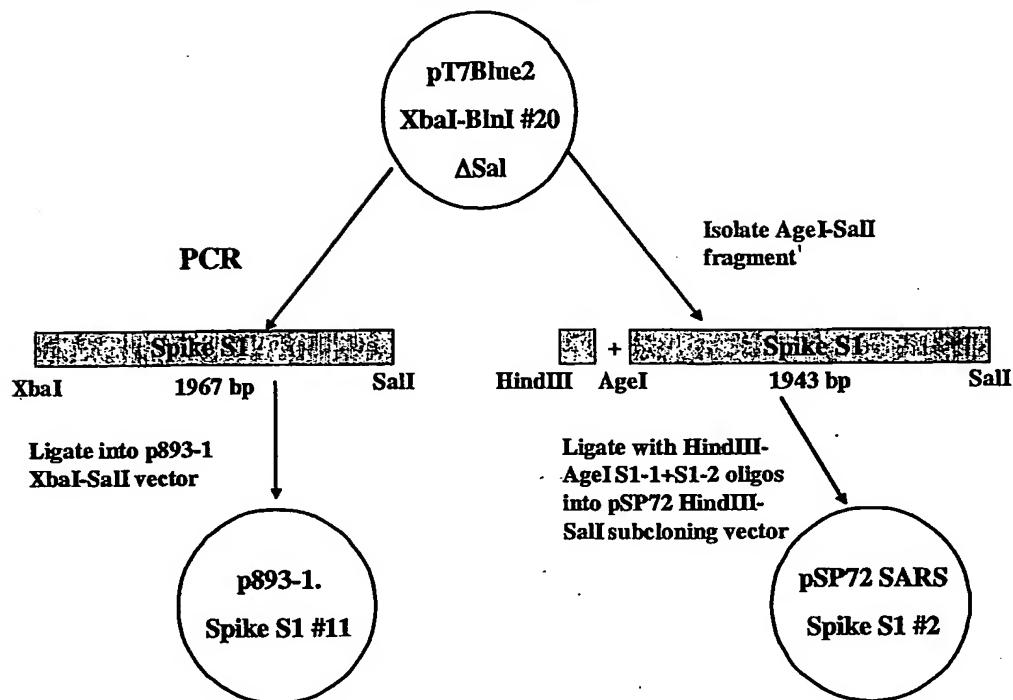 pT7Blue2
XbaI-BlnI #20
ΔSal
PCR
Isolate AgeI-SalI
fragment
Spike S1
XbaI
1967 bp
SalI
+
Spike S1
HindIII
AgeI
1943 bp
SalI
Ligate into p893-1
XbaI-SalI vector
Ligate with HindIII-
AgeI S1-1+S1-2 oligos
into pSP72 HindIII-
SalI subcloning vector
p893-1.
Spike S1 #11
pSP72 SARS
Spike S1 #2